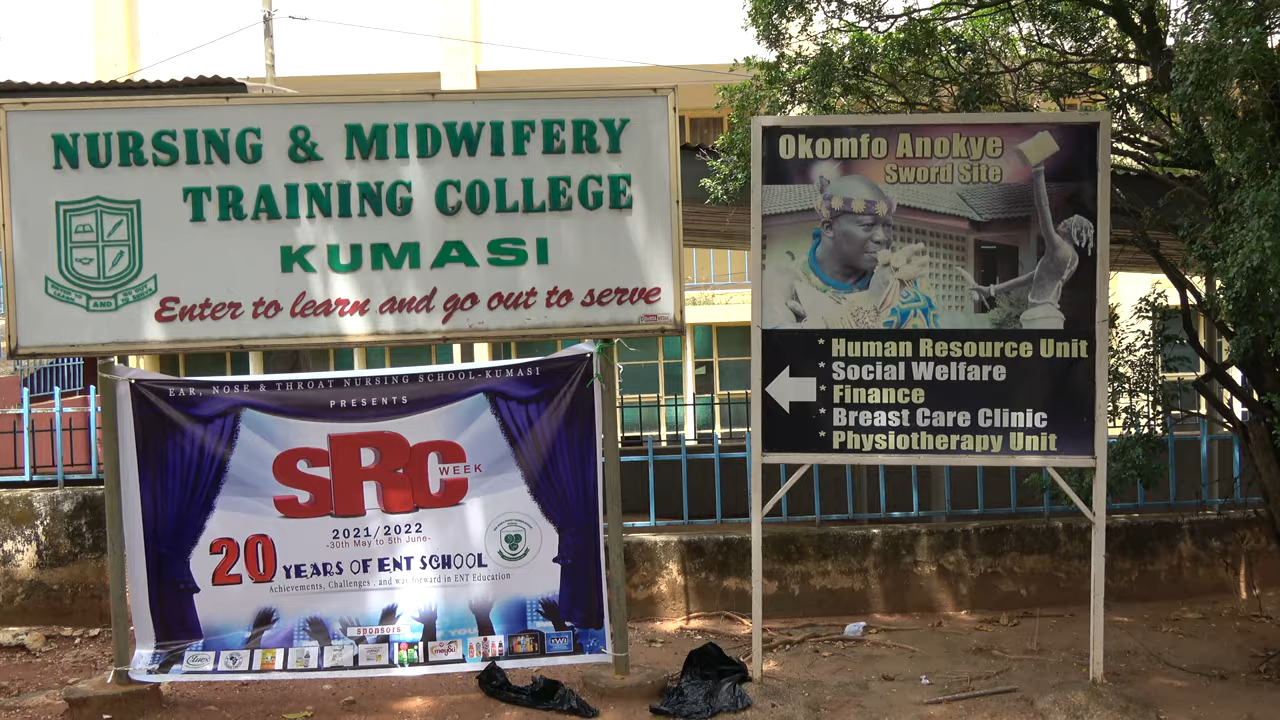 NURSING & MIDWIFERY
TRAINING COLLEGE
KUMASI
AND
Enter to learn and go out to serve
EAR, NOSE & THROAT NURSING SCHOOL-KUMASI
PRESENTS
SRC
WEEK
2021/2022
-30th May to 5th June-
20 YEARS OF ENT SCHOOL
Achievements, Challenges , and way forward in ENT Education
sponsors
YOU
Okomfo Anokye
Sword Site
* Human Resource Unit
* Social Welfare
* Finance
* Breast Care Clinic
* Physiotherapy Unit